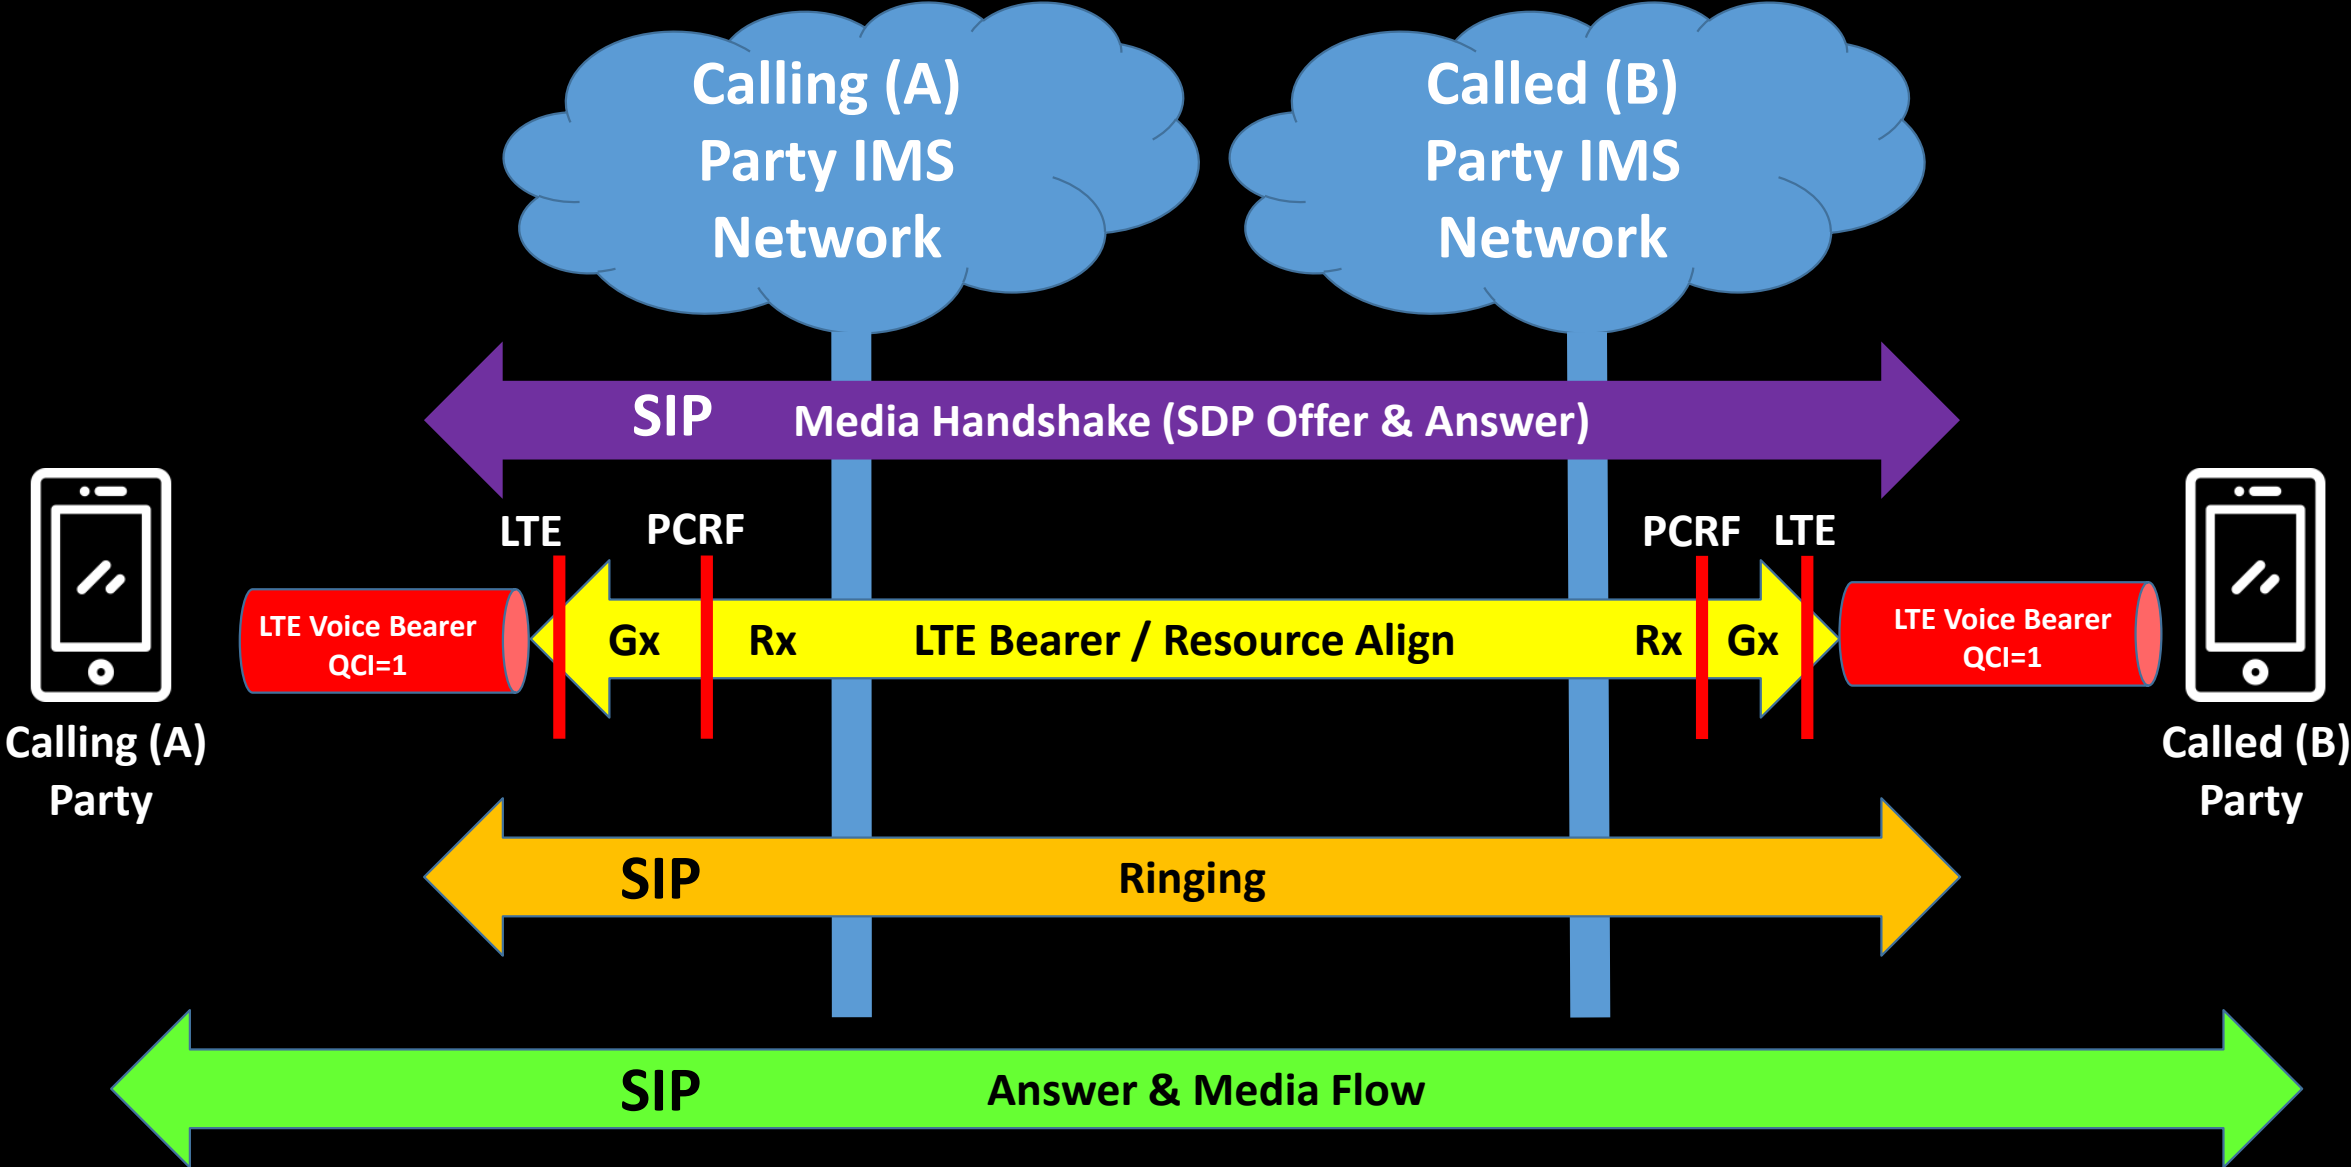 Calling (A)
Party IMS
Network
Called (B)
Party IMS
Network
SIP Media Handshake (SDP Offer & Answer)
LTE PCRF PCRF LTE
LTE Voice Bearer
QCI=1
Gx Rx LTE Bearer / Resource Align Rx Gx
LTE Voice Bearer
QCI=1
Calling (A)
Party
Called (B)
Party
SIP Ringing
SIP Answer & Media Flow